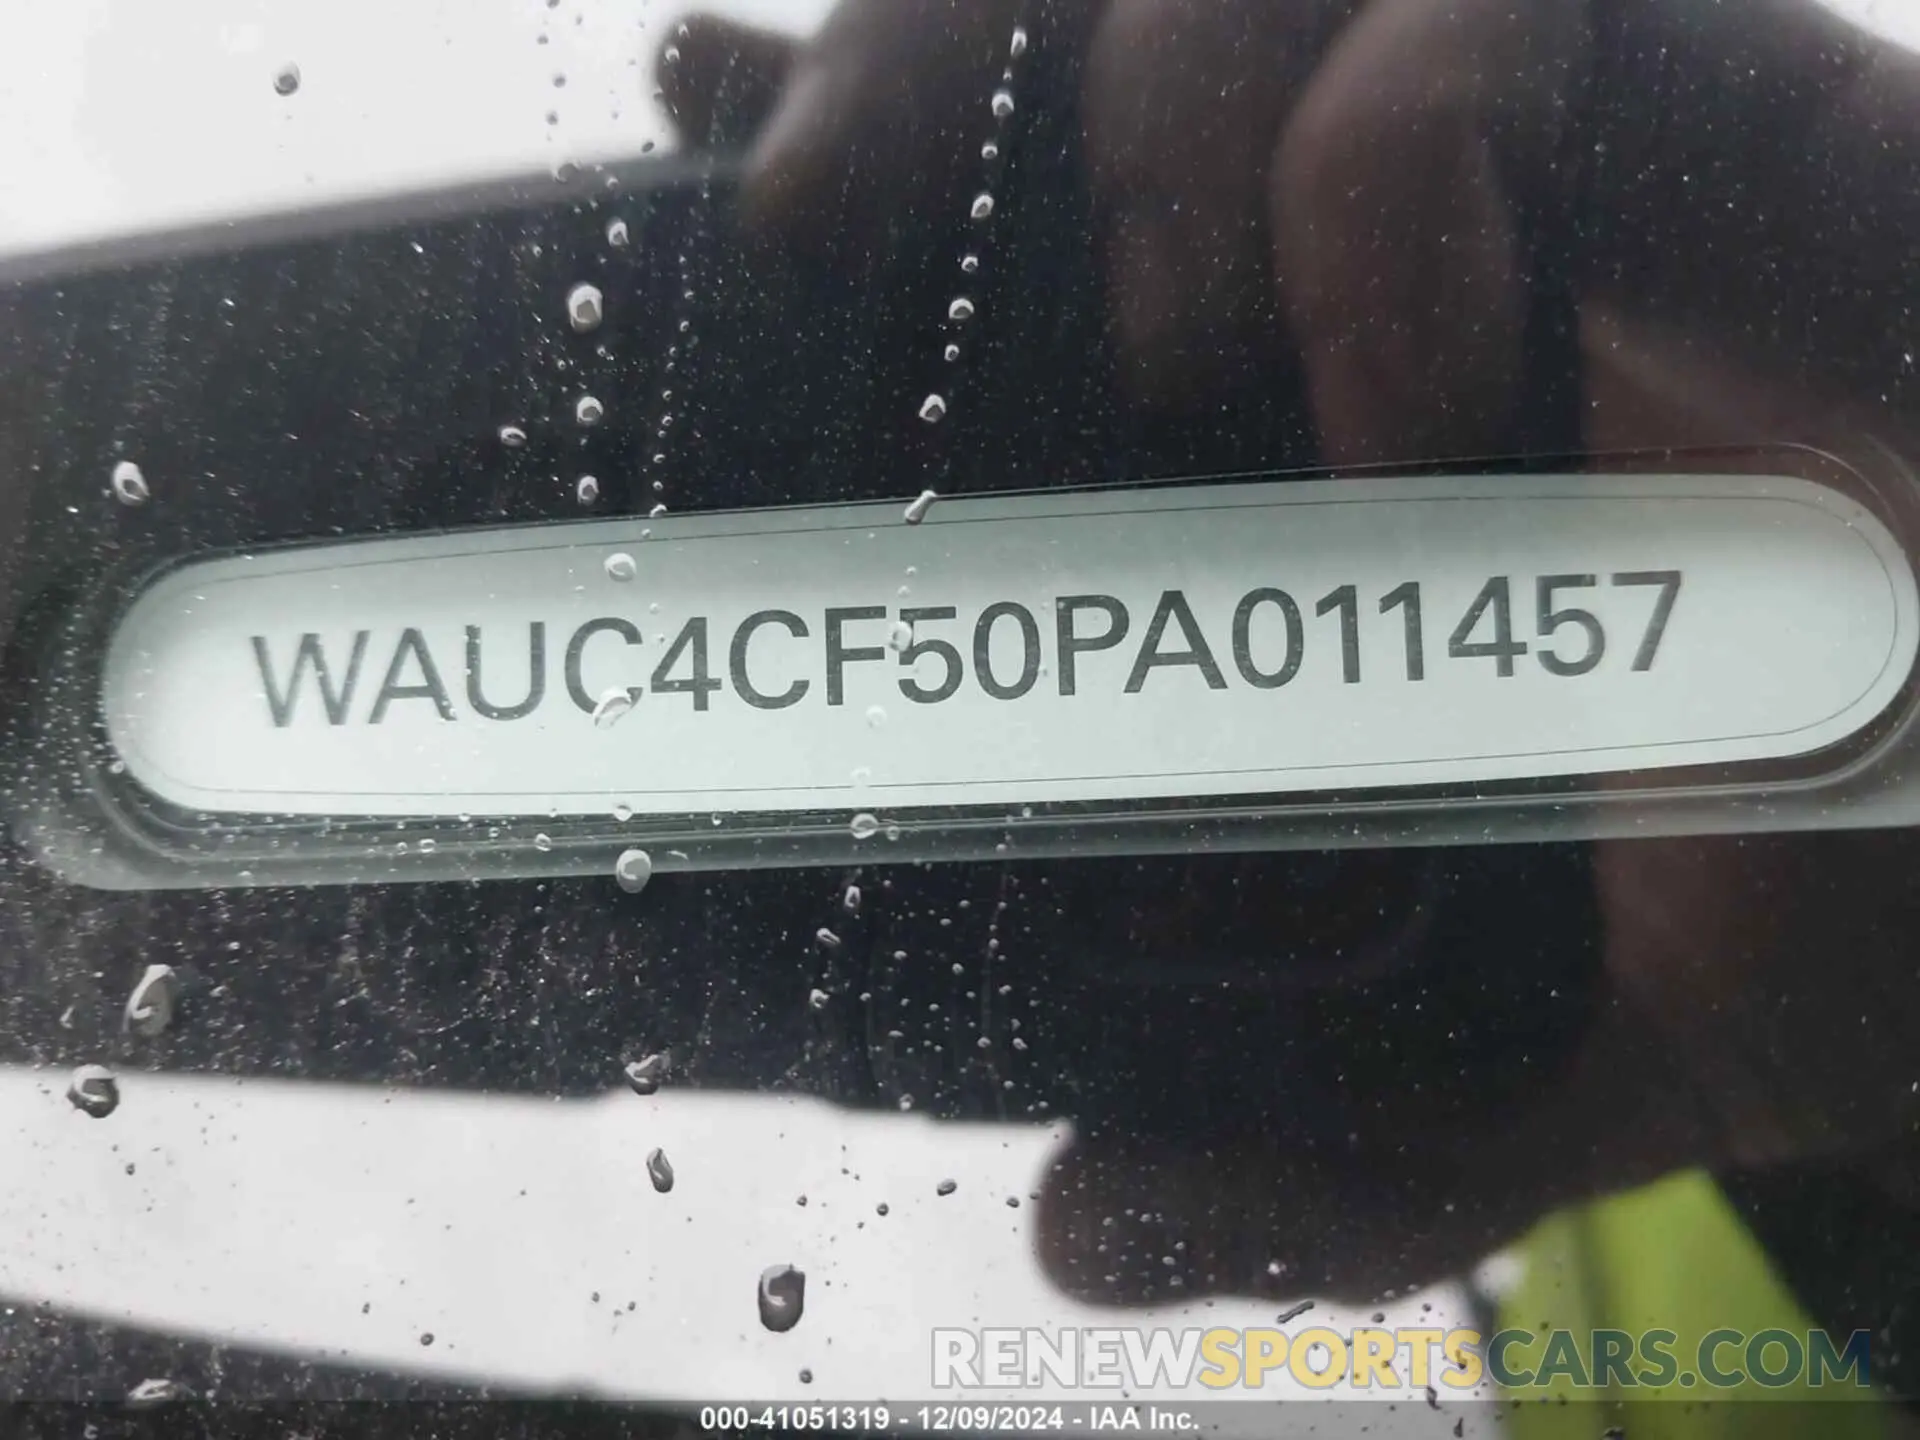 WAUC4CF50PA011457
RENEWSPORTSCARS.COM
000-41051319 - 12/09/2024 - IAA Inc.